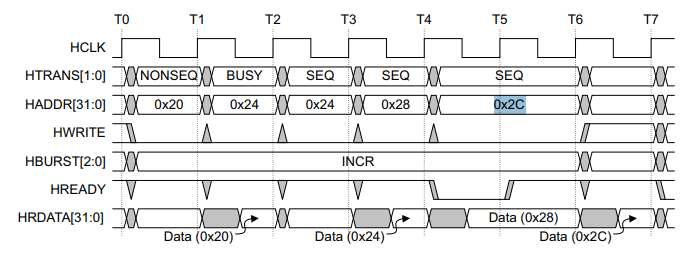 T0 T1 T2 T3 T4 T5 T6 T7
HCLK
HTRANS[1:0] NONSEQ BUSY SEQ SEQ SEQ
HADDR[31:0] 0x20 0x24 0x24 0x28 0x2C
HWRITE
HBURST[2:0] INCR
HREADY
HRDATA[31:0] Data (0x28)
Data (0x20) Data (0x24) Data (0x2C)